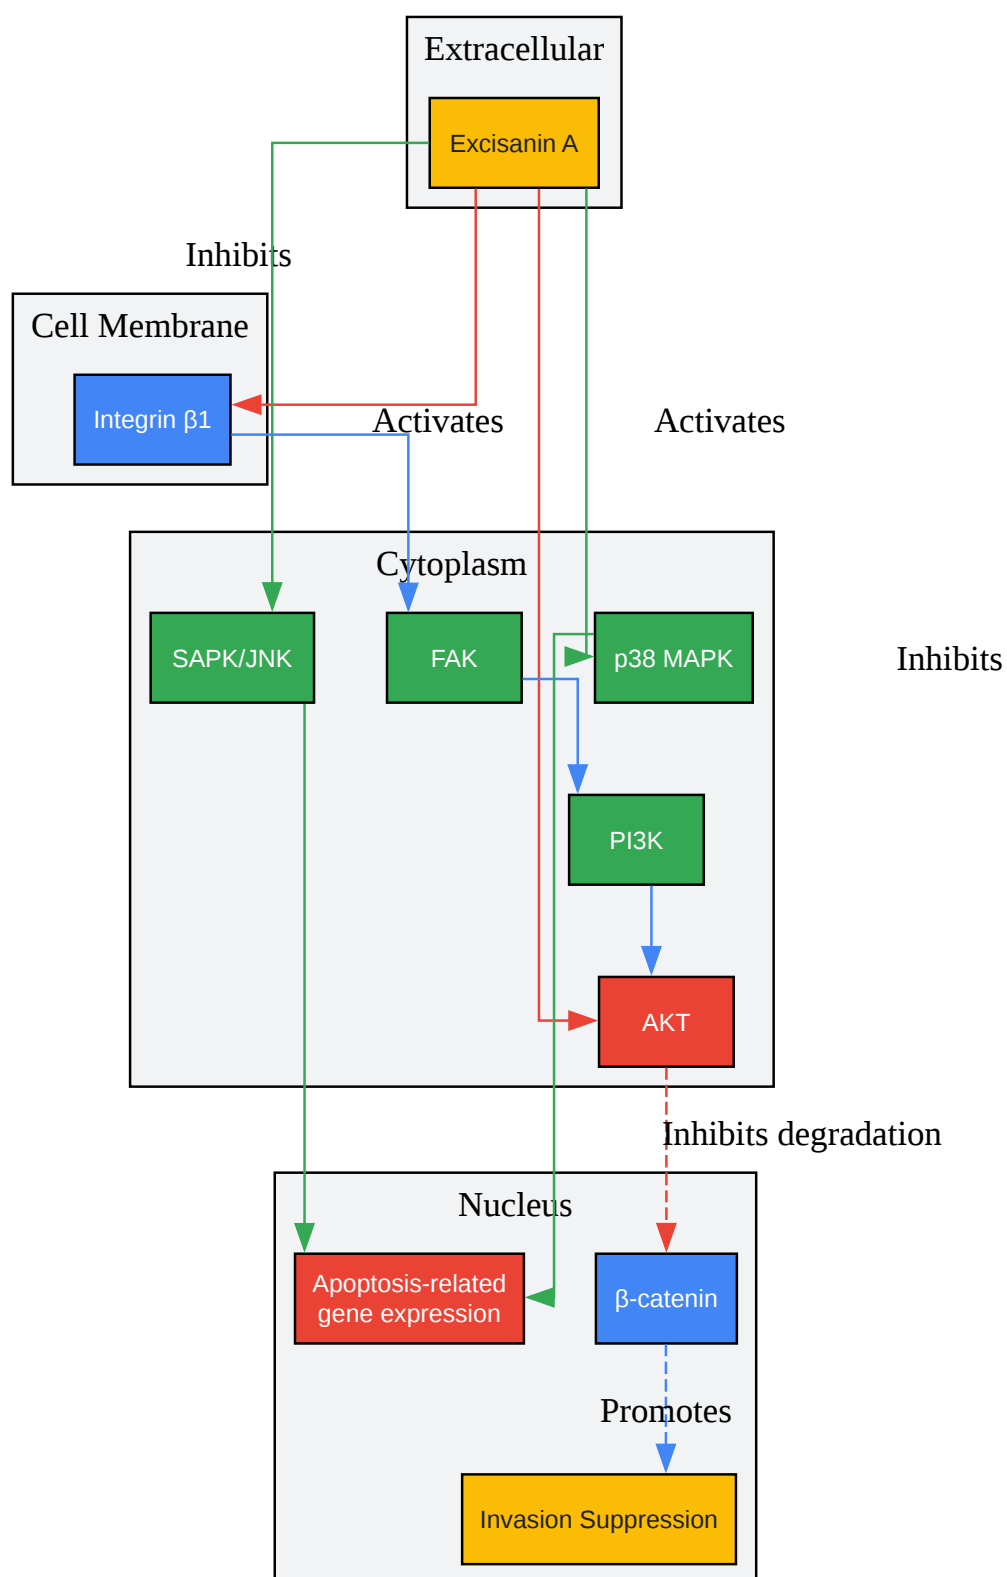 Extracellular
Excisanin A
Inhibits
Cell Membrane
Integrin β1
Activates
Activates
Cytoplasm
SAPK/JNK
FAK
p38 MAPK
Inhibits
PI3K
AKT
Inhibits degradation
Nucleus
Apoptosis-related
gene expression
β-catenin
Promotes
Invasion Suppression